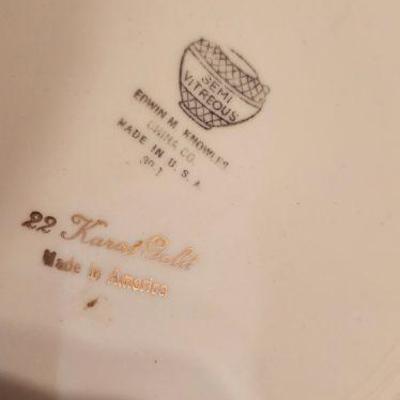 SEMI
VITREOUS
EDWIN M. KNOWLES
CHINA CO.
MADE IN U.S.A.
22 Karat Gold
Made in America